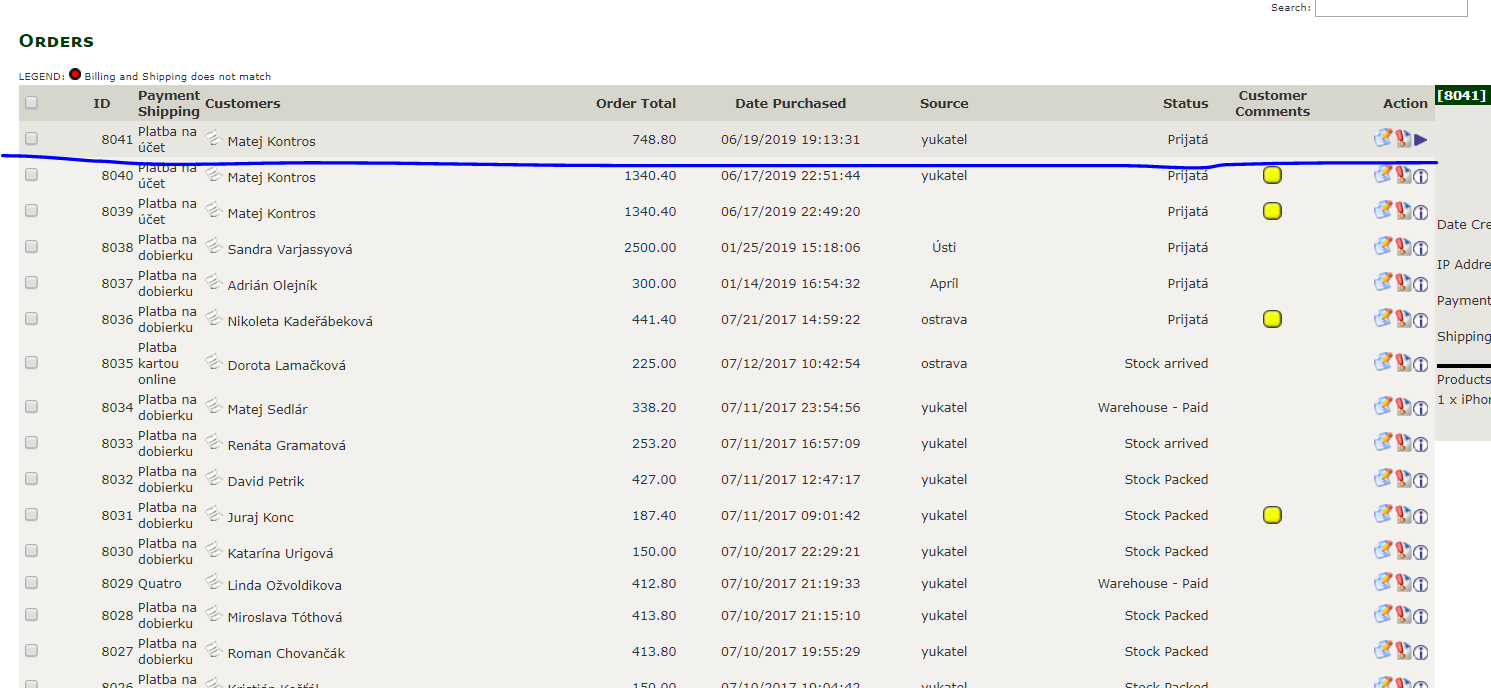 Search:
ORDERS
LEGEND: Billing and Shipping does not match
ID Payment Shipping Customers Order Total Date Purchased Source Status Customer Comments Action [8041]
8041 Platba na účet Matej Kontros 748.80 06/19/2019 19:13:31 yukatel Prijatá
8040 Platba na účet Matej Kontros 1340.40 06/17/2019 22:51:44 yukatel Prijatá
8039 Platba na účet Matej Kontros 1340.40 06/17/2019 22:49:20 Prijatá
Date Cre
8038 Platba na dobierku Sandra Varjassyová 2500.00 01/25/2019 15:18:06 Ústi Prijatá
IP Addre
8037 Platba na dobierku Adrián Olejník 300.00 01/14/2019 16:54:32 Apríl Prijatá
Payment
8036 Platba na dobierku Nikoleta Kadeřábeková 441.40 07/21/2017 14:59:22 ostrava Prijatá
Shipping
8035 Platba kartou online Dorota Lamačková 225.00 07/12/2017 10:42:54 ostrava Stock arrived
Products
1 x iPhor
8034 Platba na dobierku Matej Sedlár 338.20 07/11/2017 23:54:56 yukatel Warehouse - Paid
8033 Platba na dobierku Renáta Gramatová 253.20 07/11/2017 16:57:09 yukatel Stock arrived
8032 Platba na dobierku David Petrik 427.00 07/11/2017 12:47:17 yukatel Stock Packed
8031 Platba na dobierku Juraj Konc 187.40 07/11/2017 09:01:42 yukatel Stock Packed
8030 Platba na dobierku Katarína Urigová 150.00 07/10/2017 22:29:21 yukatel Stock Packed
8029 Quatro Linda Ožvoldikova 412.80 07/10/2017 21:19:33 yukatel Warehouse - Paid
8028 Platba na dobierku Miroslava Tóthová 413.80 07/10/2017 21:15:10 yukatel Stock Packed
8027 Platba na dobierku Roman Chovančák 413.80 07/10/2017 19:55:29 yukatel Stock Packed
8026 Platba na 150.00 07/10/2017 19:04:42 yukatel Stock Packed